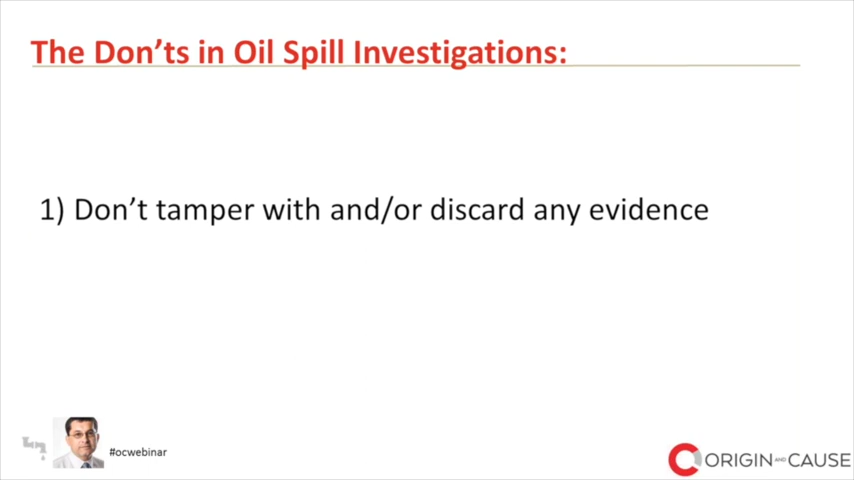 The Don'ts in Oil Spill Investigations:
1) Don't tamper with and/or discard any evidence
#ocwebinar
ORIGIN AND CAUSE